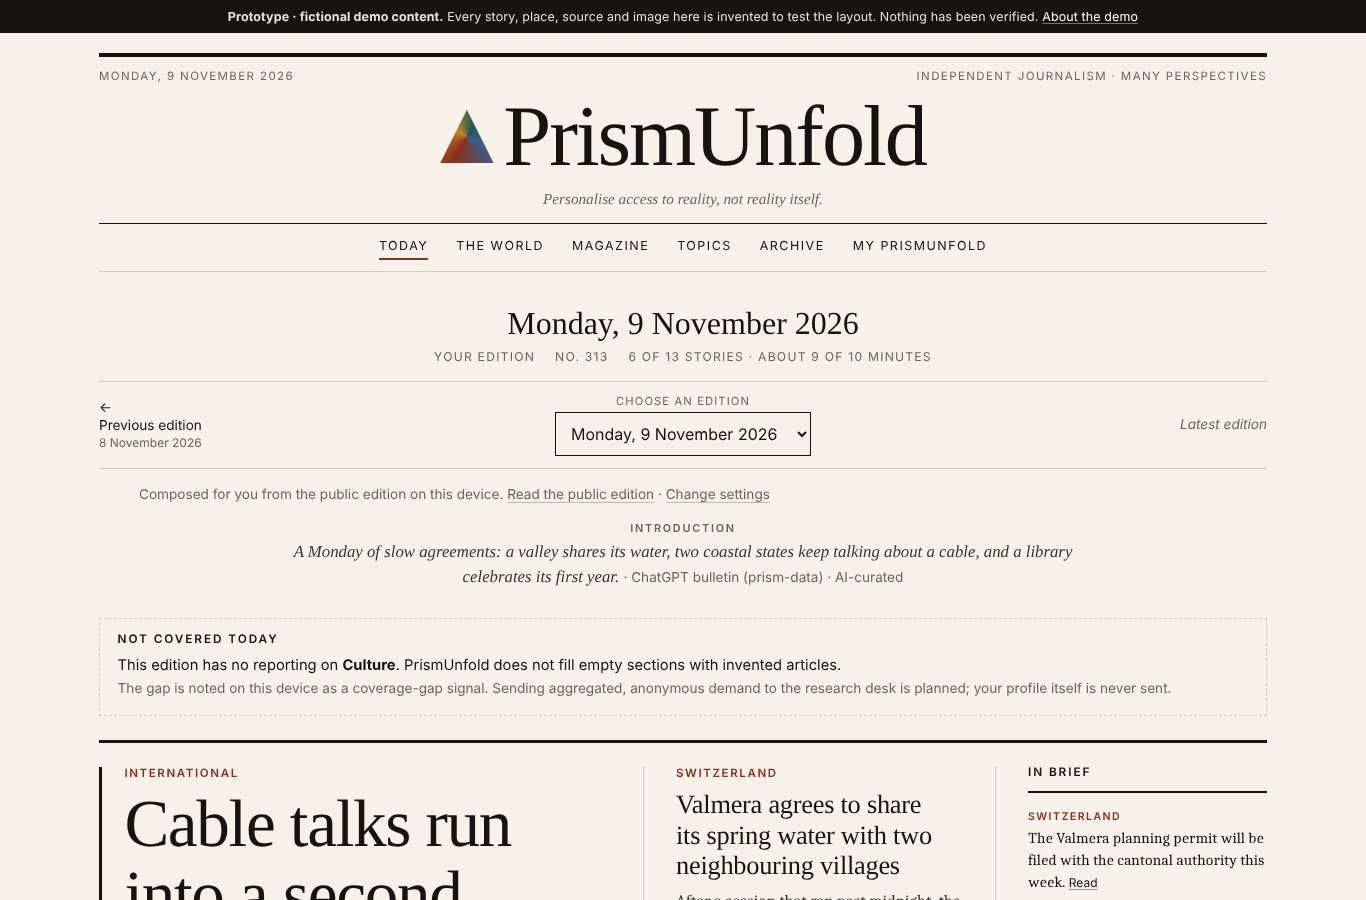 Prototype · fictional demo content. Every story, place, source and image here is invented to test the layout. Nothing has been verified. About the demo
MONDAY, 9 NOVEMBER 2026
INDEPENDENT JOURNALISM · MANY PERSPECTIVES
PrismUnfold
Personalise access to reality, not reality itself.
TODAY THE WORLD MAGAZINE TOPICS ARCHIVE MY PRISMUNFOLD
Monday, 9 November 2026
YOUR EDITION NO. 313 6 OF 13 STORIES · ABOUT 9 OF 10 MINUTES
←
Previous edition
8 November 2026
CHOOSE AN EDITION
Monday, 9 November 2026
Latest edition
Composed for you from the public edition on this device. Read the public edition · Change settings
INTRODUCTION
A Monday of slow agreements: a valley shares its water, two coastal states keep talking about a cable, and a library
celebrates its first year. · ChatGPT bulletin (prism-data) · AI-curated
NOT COVERED TODAY
This edition has no reporting on Culture. PrismUnfold does not fill empty sections with invented articles.
The gap is noted on this device as a coverage-gap signal. Sending aggregated, anonymous demand to the research desk is planned; your profile itself is never sent.
INTERNATIONAL
Cable talks run
into a second
SWITZERLAND
Valmera agrees to share
its spring water with two
neighbouring villages
After a session that ran past midnight, the
IN BRIEF
SWITZERLAND
The Valmera planning permit will be
filed with the cantonal authority this
week. Read